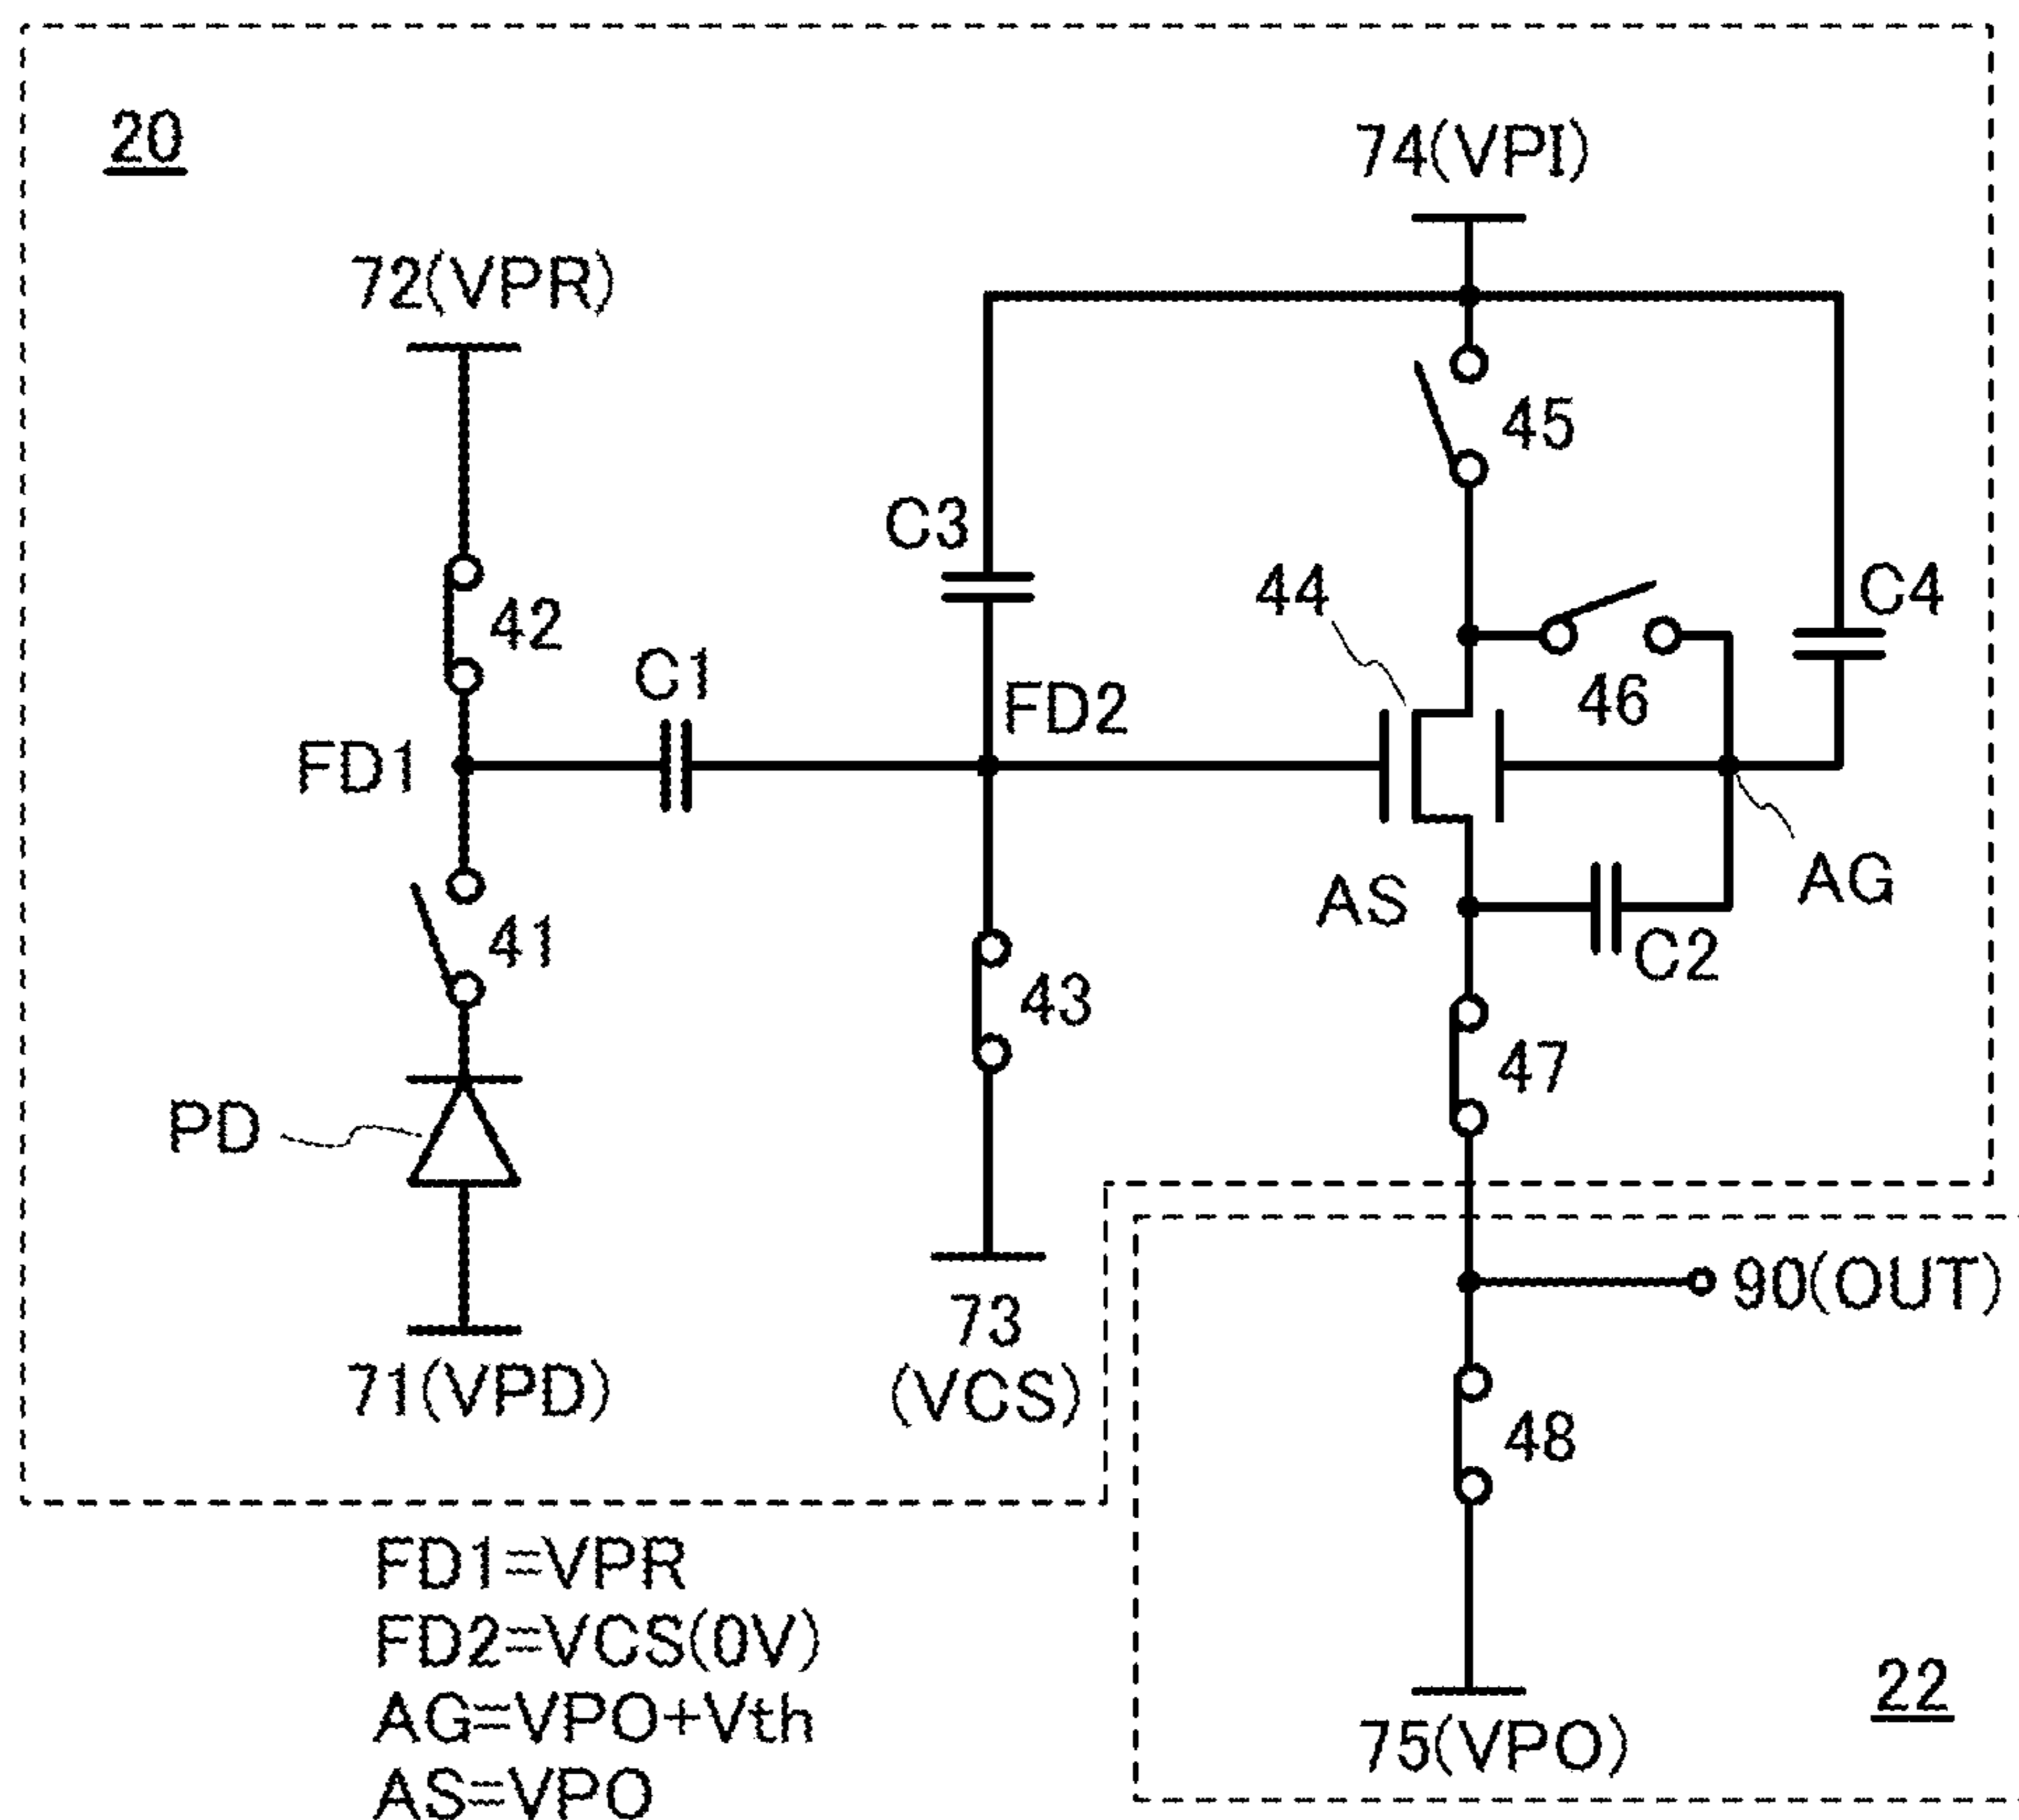 20
74(VPI)
72(VPR)
45
C3
44
C4
42
C1
46
FD2
FD1
AG
AS
41
C2
43
47
PD
90(OUT)
73
(VCS)
71(VPD)
48
FD1=VPR
FD2=VCS(0V)
AG=VPO+Vth
AS=VPO
22
75(VPO)